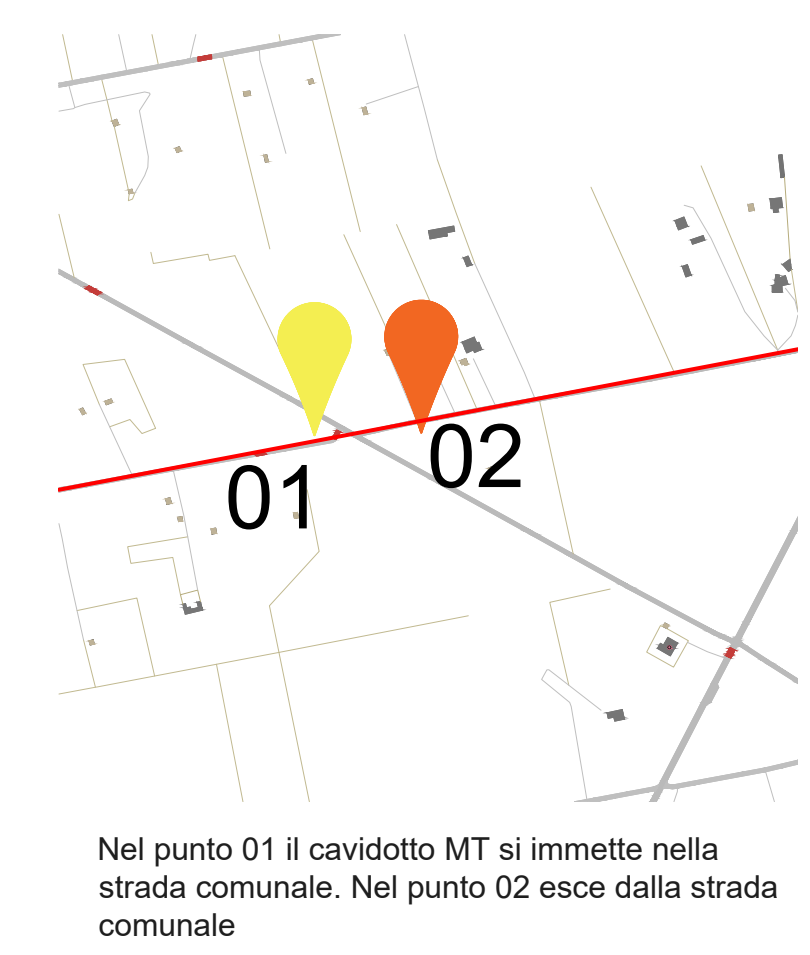 01
02
Nel punto 01 il cavidotto MT si immette nella
strada comunale. Nel punto 02 esce dalla strada
comunale